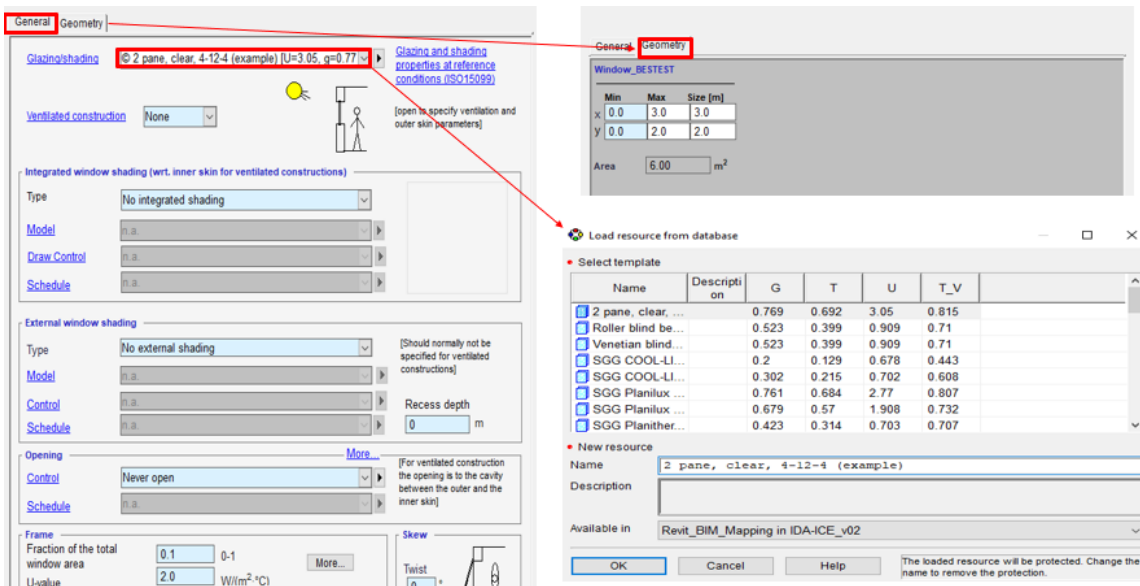 General Geometry
Glazing/shading © 2 pane, clear, 4-12-4 (example) [U=3.05, g=0.77
Glazing and shading
properties at reference
conditions (ISO15099)
Ventilated construction None
[open to specify ventilation and
outer skin parameters]
Integrated window shading (wrt. inner skin for ventilated constructions)
Type No integrated shading
Model n.a.
Draw Control n.a.
Schedule n.a.
External window shading
Type No external shading
[Should normally not be
specified for ventilated
constructions]
Model n.a.
Control n.a.
Recess depth
Schedule n.a.
0 m
Opening More...
[For ventilated construction
the opening is to the cavity
between the outer and the
inner skin]
Control Never open
Schedule n.a.
Frame
Fraction of the total
window area 0.1 0-1
More...
U-value 2.0 W/(m²·°C)
Skew
Twist
0 °
General Geometry
Window_BESTEST
Min Max Size [m]
x 0.0 3.0 3.0
y 0.0 2.0 2.0
Area 6.00 m²
Load resource from database
Select template
Name Descripti
on G T U T_V
2 pane, clear, ... 0.769 0.692 3.05 0.815
Roller blind be... 0.523 0.399 0.909 0.71
Venetian blind... 0.523 0.399 0.909 0.71
SGG COOL-LI... 0.2 0.129 0.678 0.443
SGG COOL-LI... 0.302 0.215 0.702 0.608
SGG Planilux ... 0.761 0.684 2.77 0.807
SGG Planilux ... 0.679 0.57 1.908 0.732
SGG Planither... 0.423 0.314 0.703 0.707
New resource
Name 2 pane, clear, 4-12-4 (example)
Description
Available in Revit_BIM_Mapping in IDA-ICE_v02
OK Cancel Help
The loaded resource will be protected. Change the
name to remove the protection.